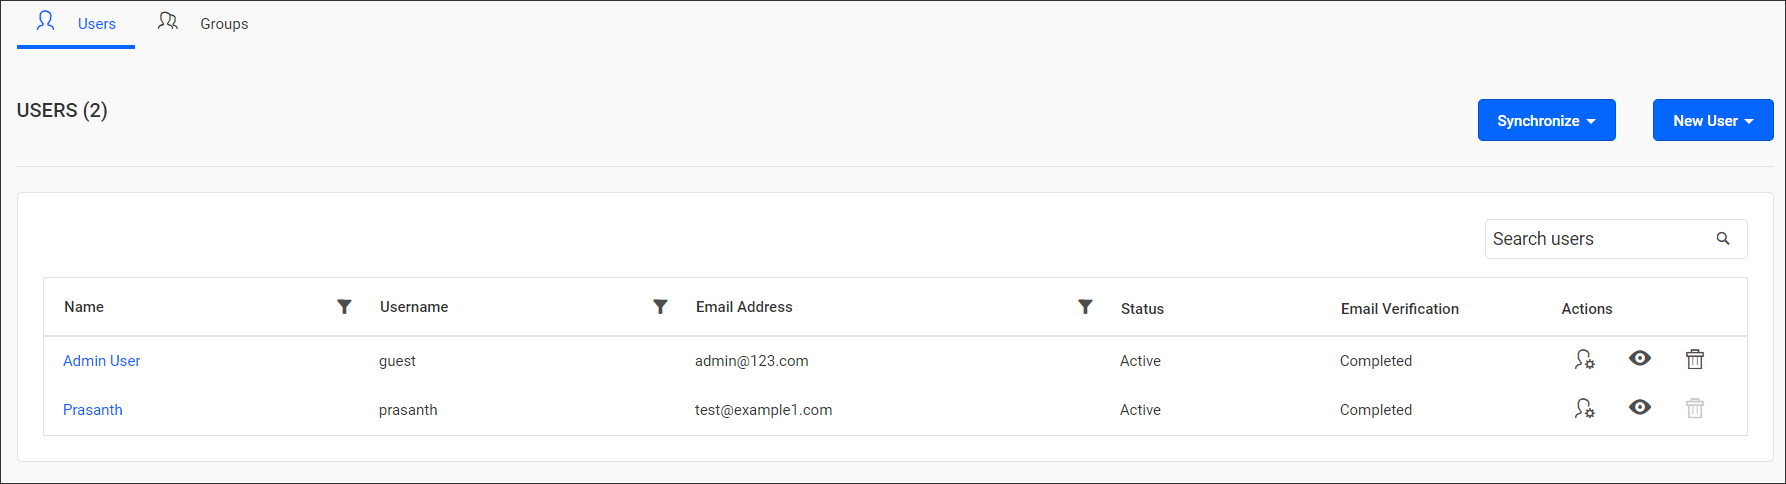 Users Groups
USERS (2)
Synchronize New User
Search users
Name Username Email Address Status Email Verification Actions
Admin User guest admin@123.com Active Completed
Prasanth prasanth test@example1.com Active Completed